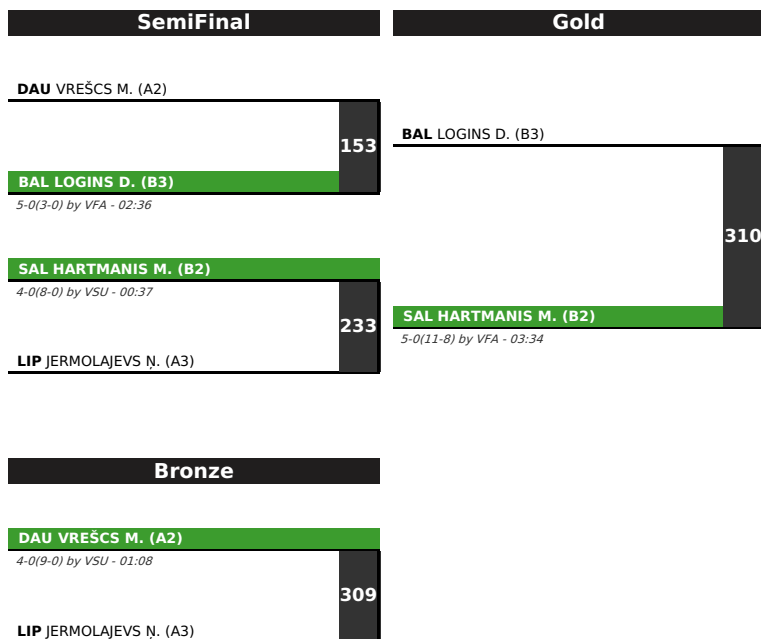 SemiFinal
DAU VREŠCS M. (A2)
153
BAL LOGINS D. (B3)
5-0(3-0) by VFA - 02:36
SAL HARTMANIS M. (B2)
4-0(8-0) by VSU - 00:37
233
LIP JERMOLAJEVS Ņ. (A3)
Gold
BAL LOGINS D. (B3)
310
SAL HARTMANIS M. (B2)
5-0(11-8) by VFA - 03:34
Bronze
DAU VREŠCS M. (A2)
4-0(9-0) by VSU - 01:08
309
LIP JERMOLAJEVS Ņ. (A3)